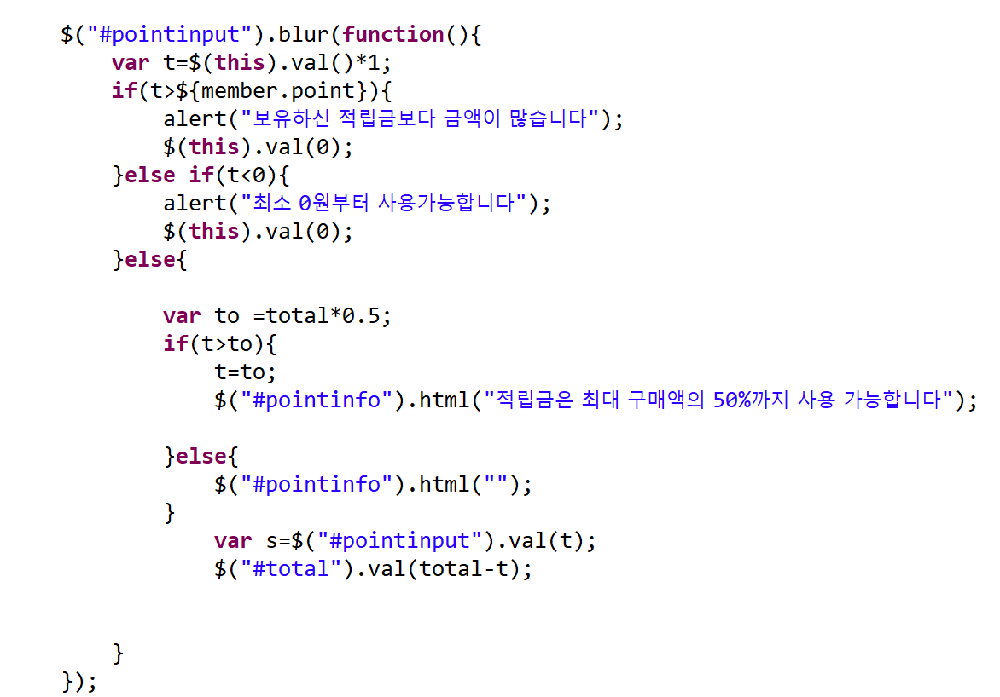 $("#pointinput").blur(function(){
    var t=$(this).val()*1;
    if(t>${member.point}){
        alert("보유하신 적립금보다 금액이 많습니다");
        $(this).val(0);
    }else if(t<0){
        alert("최소 0원부터 사용가능합니다");
        $(this).val(0);
    }else{
        var to =total*0.5;
        if(t>to){
            t=to;
            $("#pointinfo").html("적립금은 최대 구매액의 50%까지 사용 가능합니다");
        }else{
            $("#pointinfo").html("");
        }
            var s=$("#pointinput").val(t);
            $("#total").val(total-t);
    }
});